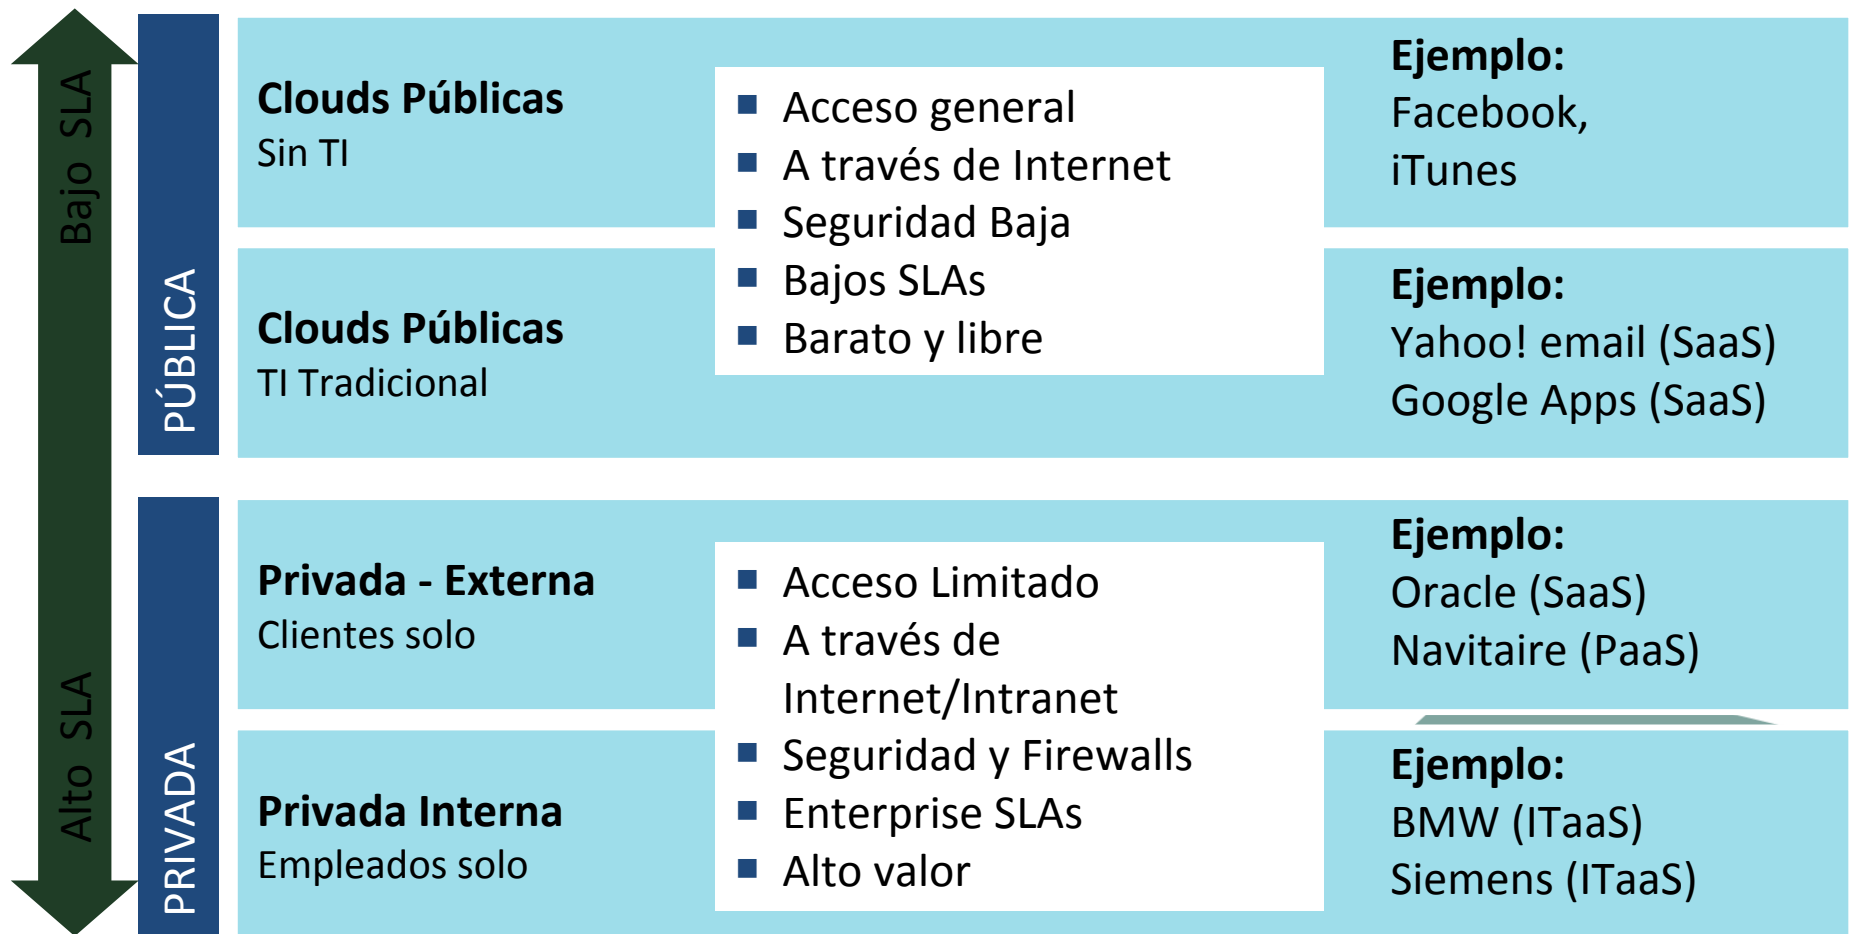 Bajo SLA
Alto SLA
PÚBLICA
Clouds Públicas
Sin TI
Clouds Públicas
TI Tradicional
■ Acceso general
■ A través de Internet
■ Seguridad Baja
■ Bajos SLAs
■ Barato y libre
Ejemplo:
Facebook,
iTunes
Ejemplo:
Yahoo! email (SaaS)
Google Apps (SaaS)
PRIVADA
Privada - Externa
Clientes solo
Privada Interna
Empleados solo
■ Acceso Limitado
■ A través de
Internet/Intranet
■ Seguridad y Firewalls
■ Enterprise SLAs
■ Alto valor
Ejemplo:
Oracle (SaaS)
Navitaire (PaaS)
Ejemplo:
BMW (ITaaS)
Siemens (ITaaS)